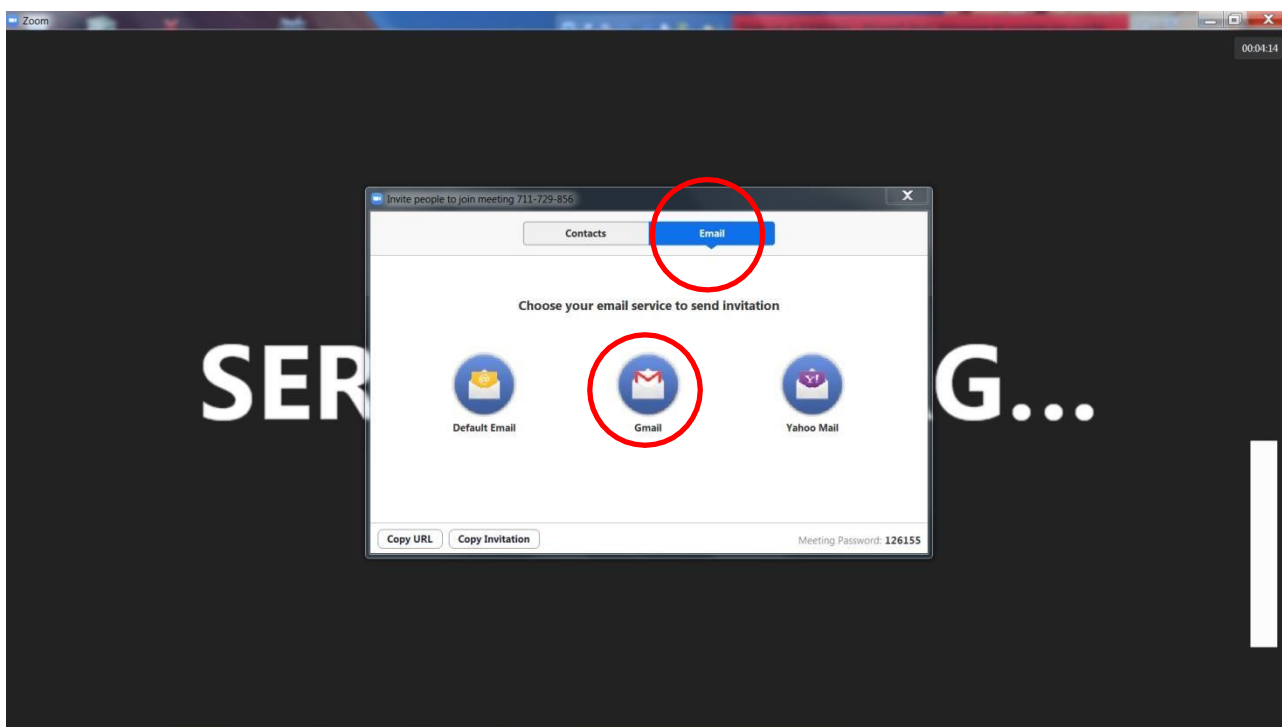 Zoom
00:04:14
Invite people to join meeting 711-729-856
X
Contacts
Email
Choose your email service to send invitation
SER
G...
@
Y!
Default Email
Gmail
Yahoo Mail
Copy URL
Copy Invitation
Meeting Password: 126155